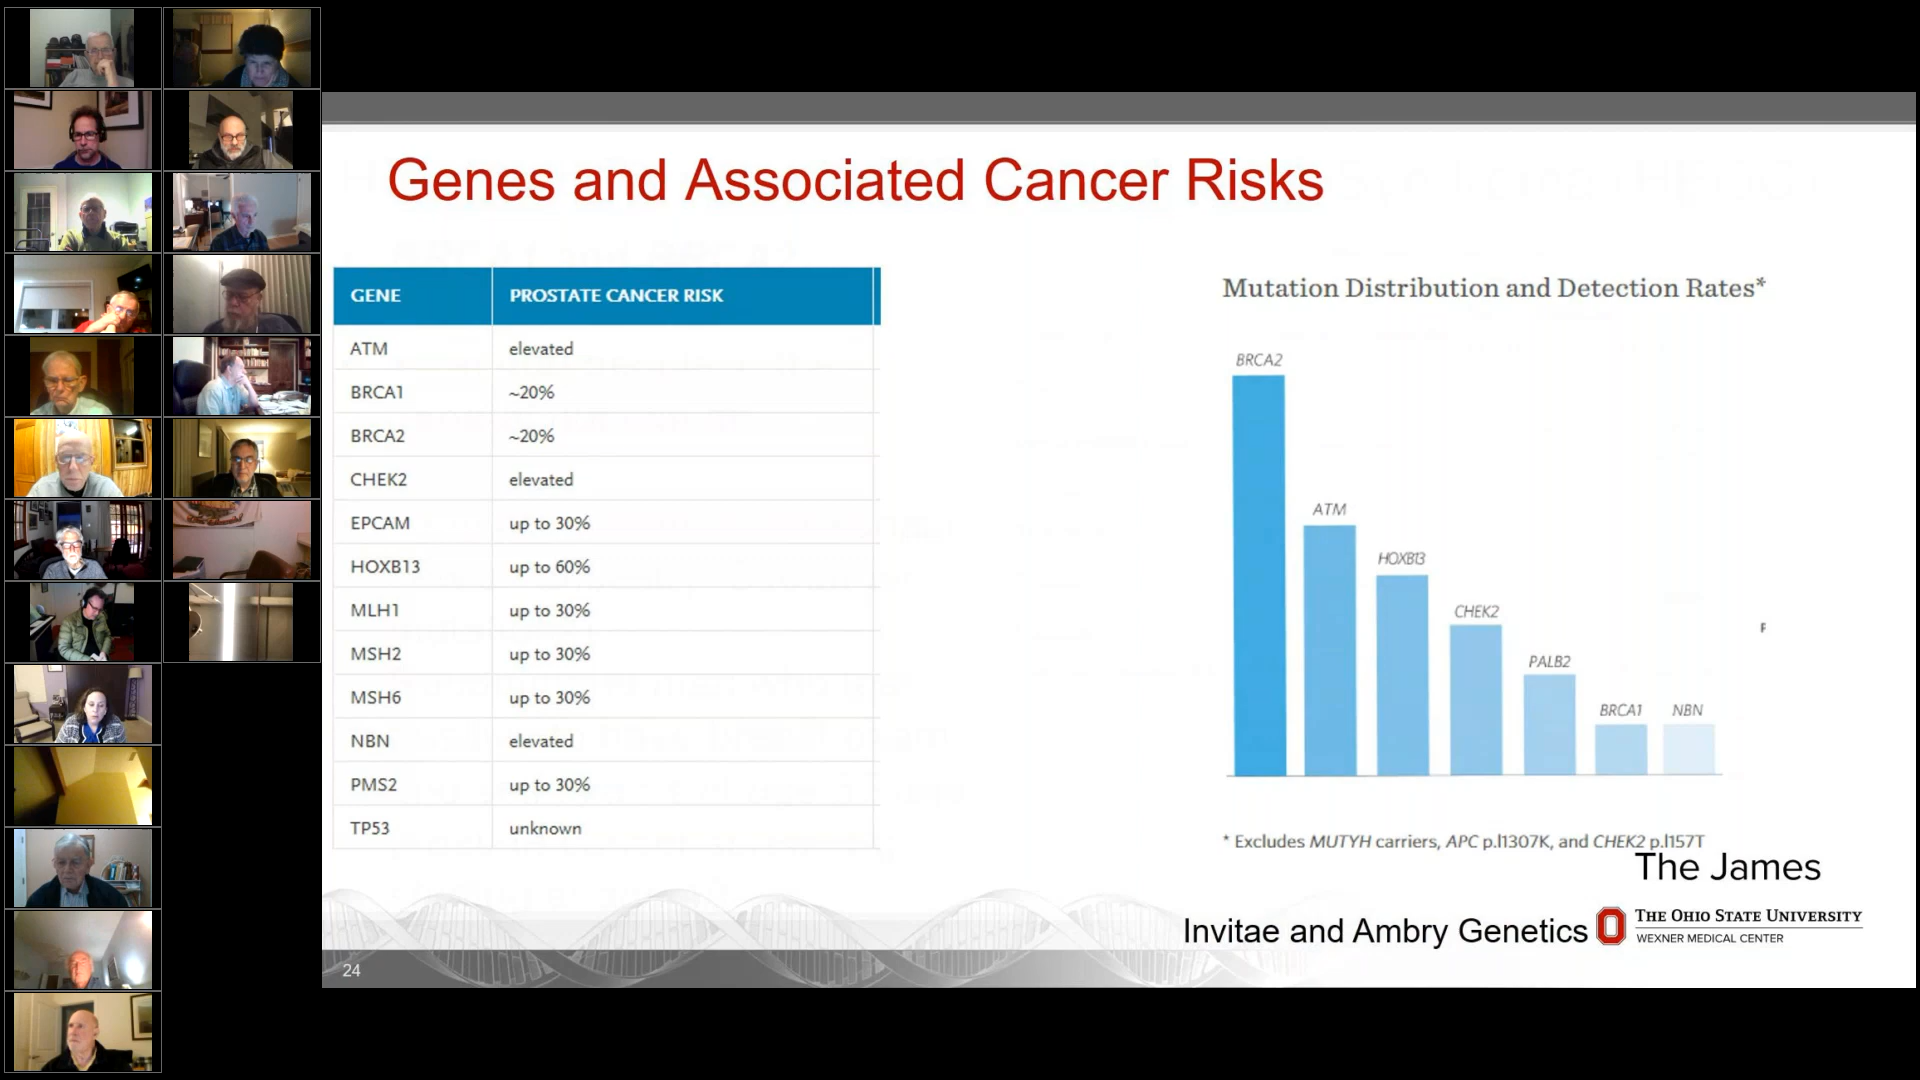 Genes and Associated Cancer Risks
GENE PROSTATE CANCER RISK
ATM elevated
BRCA1 ~20%
BRCA2 ~20%
CHEK2 elevated
EPCAM up to 30%
HOXB13 up to 60%
MLH1 up to 30%
MSH2 up to 30%
MSH6 up to 30%
NBN elevated
PMS2 up to 30%
TP53 unknown
Mutation Distribution and Detection Rates*
BRCA2
ATM
HOXB13
CHEK2
PALB2
BRCA1
NBN
* Excludes MUTYH carriers, APC p.I1307K, and CHEK2 p.I157T
The James
Invitae and Ambry Genetics
THE OHIO STATE UNIVERSITY
WEXNER MEDICAL CENTER
24